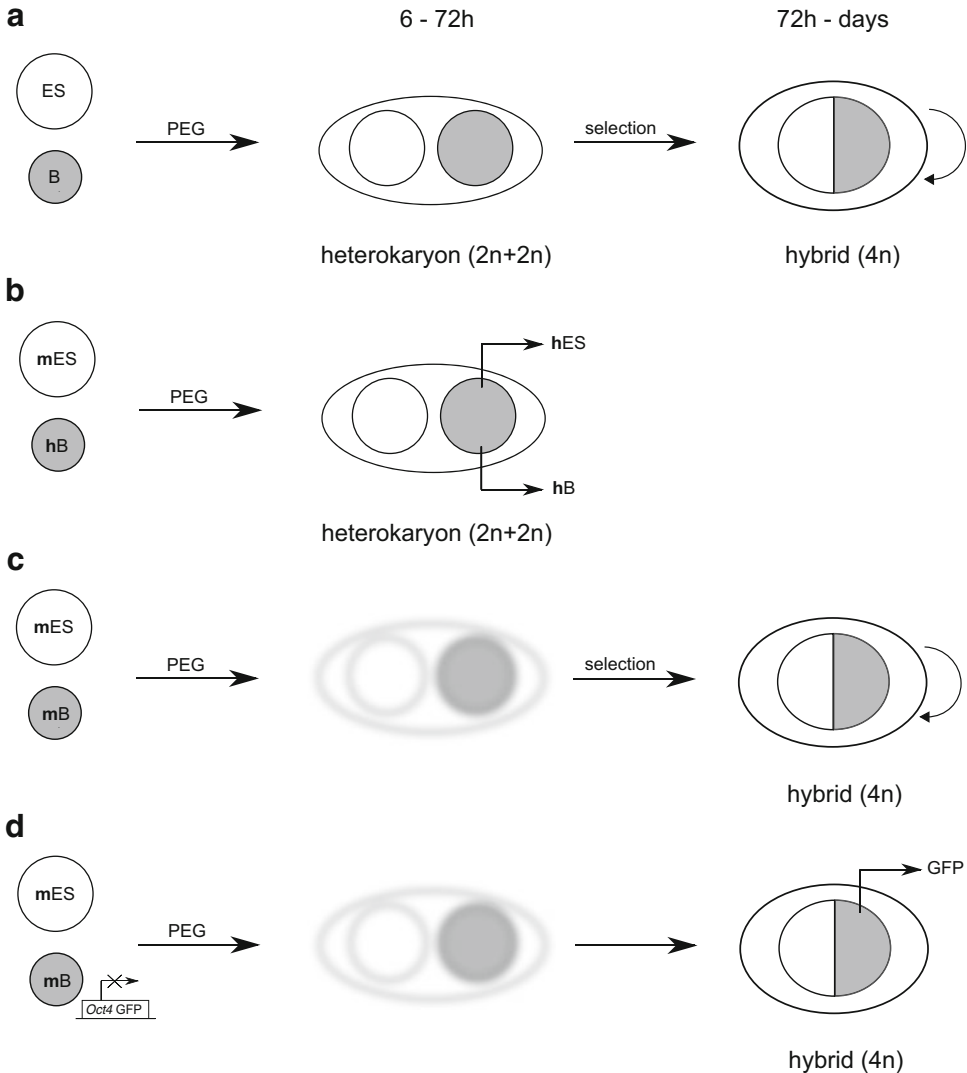 a
6 - 72h
72h - days
ES
B
PEG
selection
heterokaryon (2n+2n)
hybrid (4n)
b
mES
hB
PEG
hES
hB
heterokaryon (2n+2n)
c
mES
mB
PEG
selection
hybrid (4n)
d
mES
mB
Oct4 GFP
PEG
GFP
hybrid (4n)